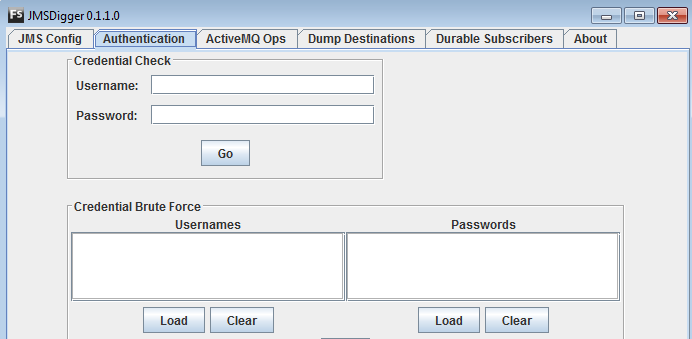 FS JMSDigger 0.1.1.0
JMS Config Authentication ActiveMQ Ops Dump Destinations Durable Subscribers About
Credential Check
Username:
Password:
Go
Credential Brute Force
Usernames Passwords
Load Clear Load Clear